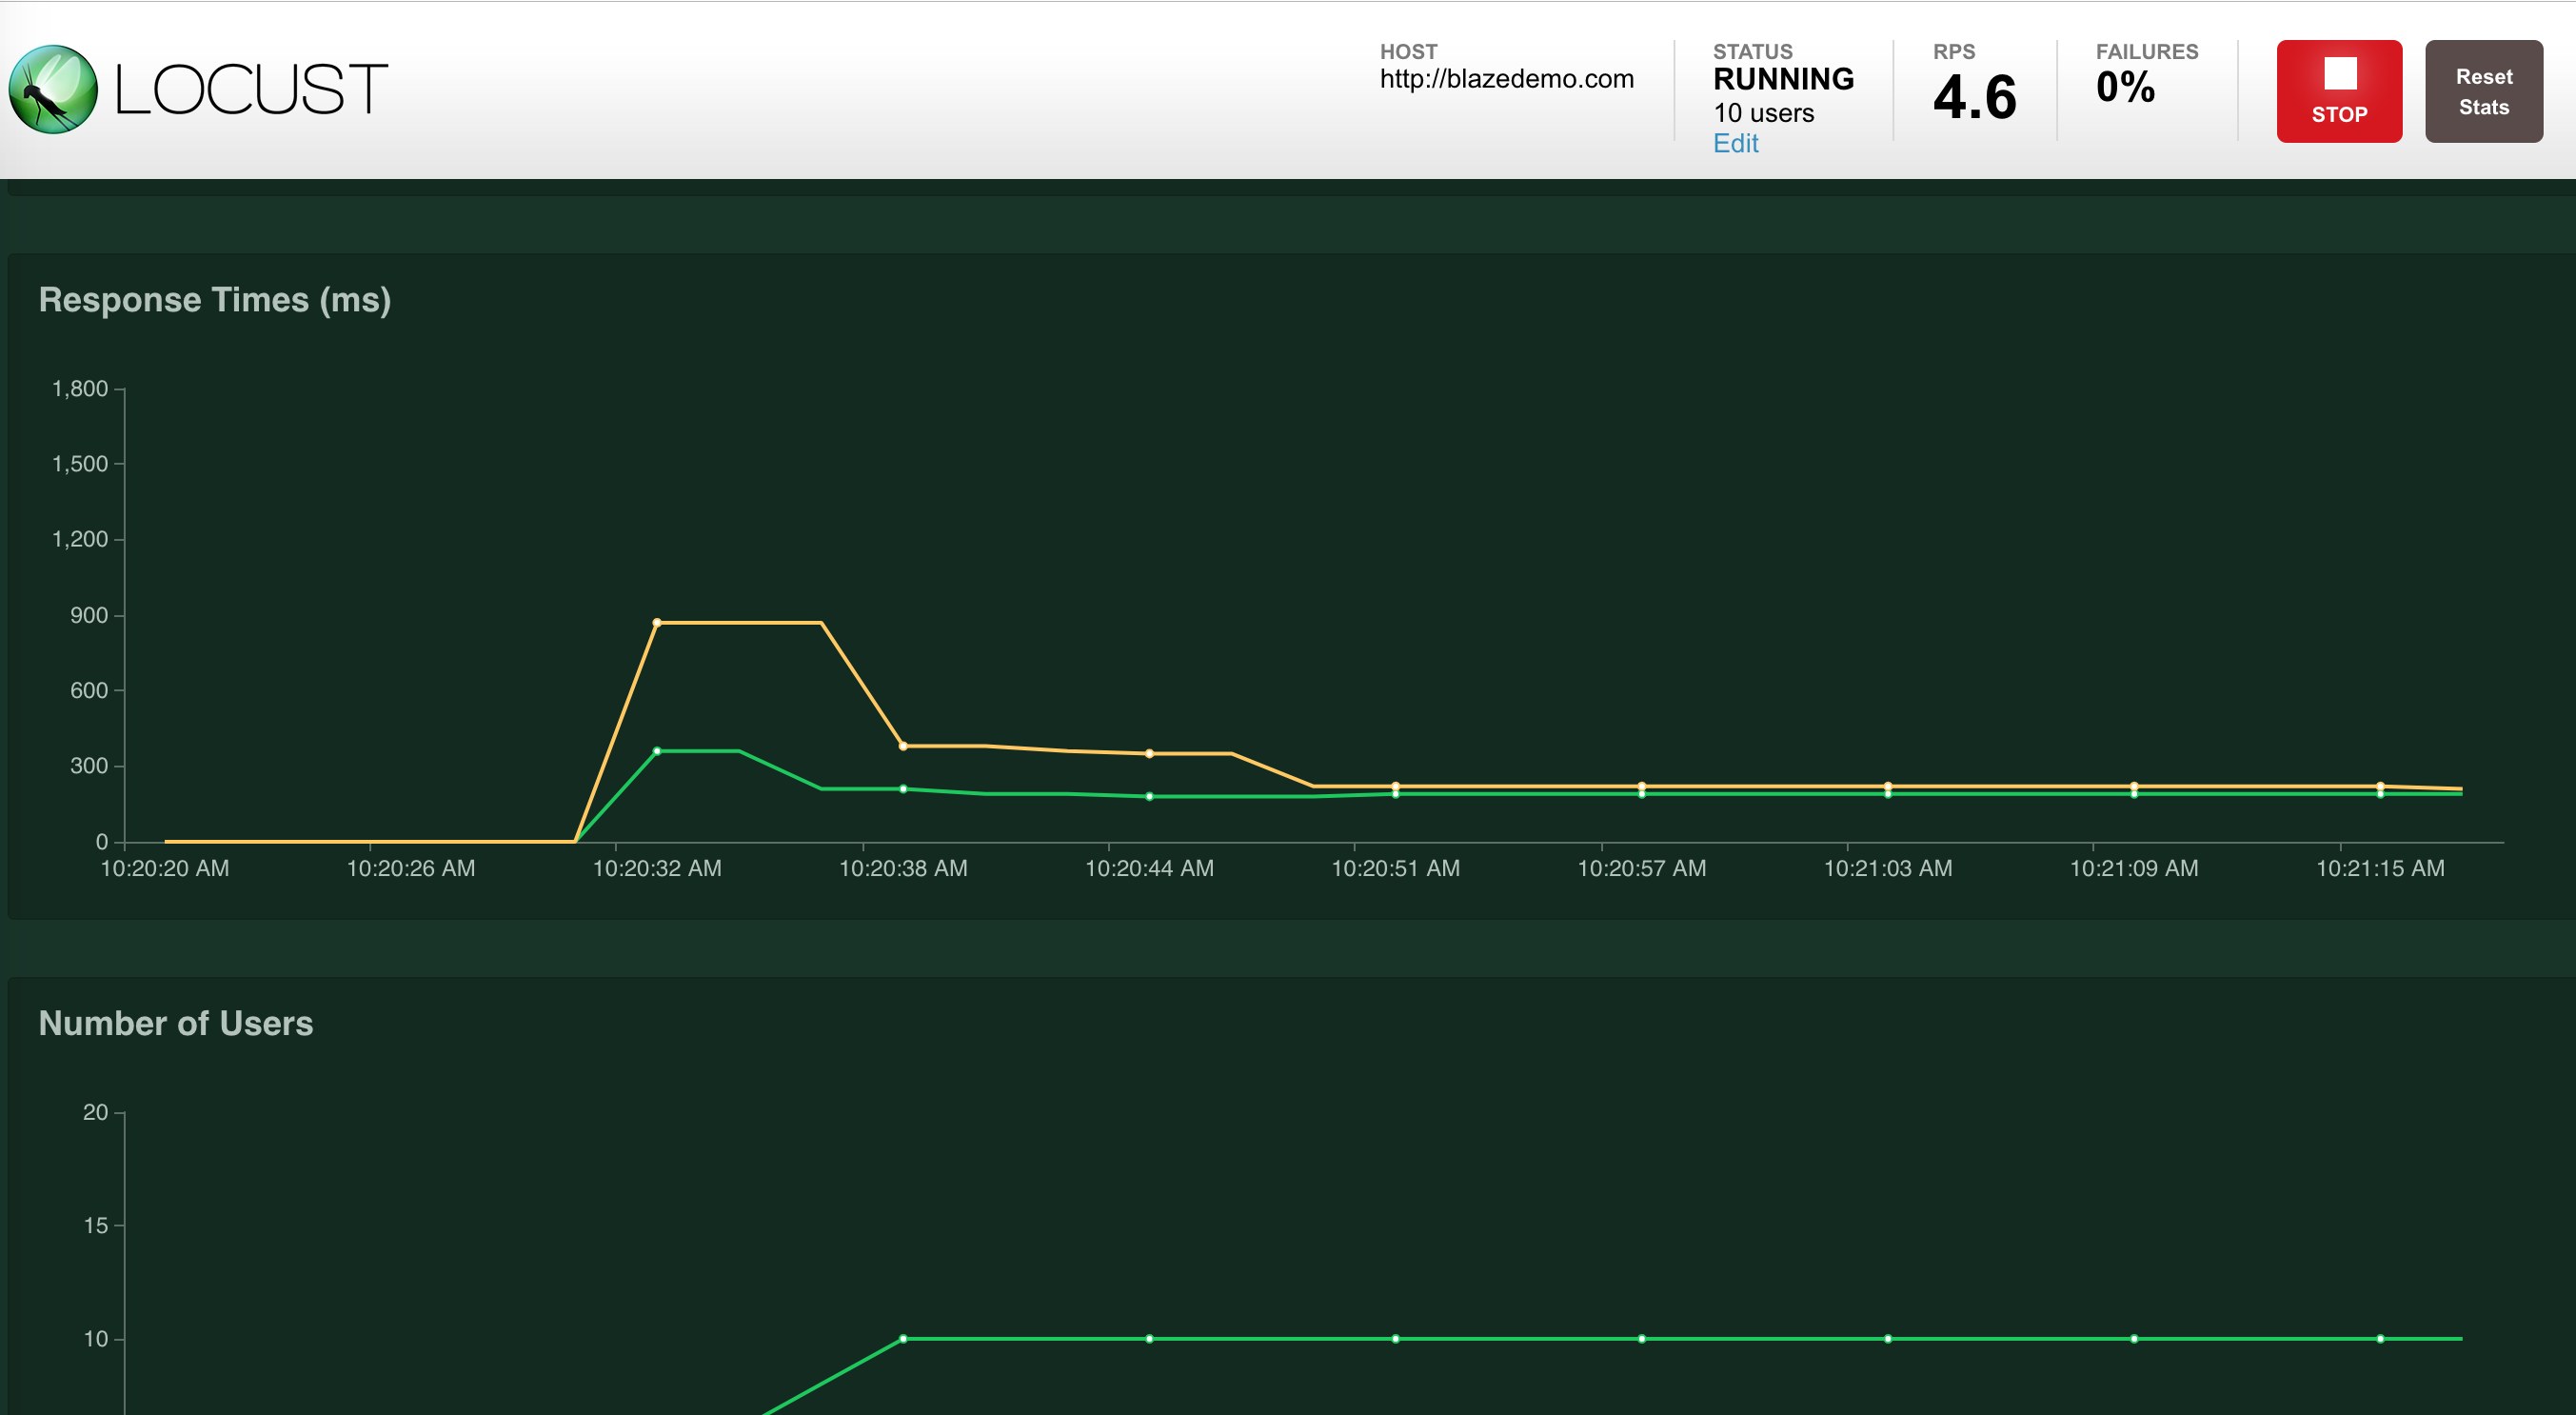 LOCUST
HOST
http://blazedemo.com
STATUS
RUNNING
10 users
Edit
RPS
4.6
FAILURES
0%
STOP
Reset
Stats
Response Times (ms)
1,800
1,500
1,200
900
600
300
0
10:20:20 AM 10:20:26 AM 10:20:32 AM 10:20:38 AM 10:20:44 AM 10:20:51 AM 10:20:57 AM 10:21:03 AM 10:21:09 AM 10:21:15 AM
Number of Users
20
15
10